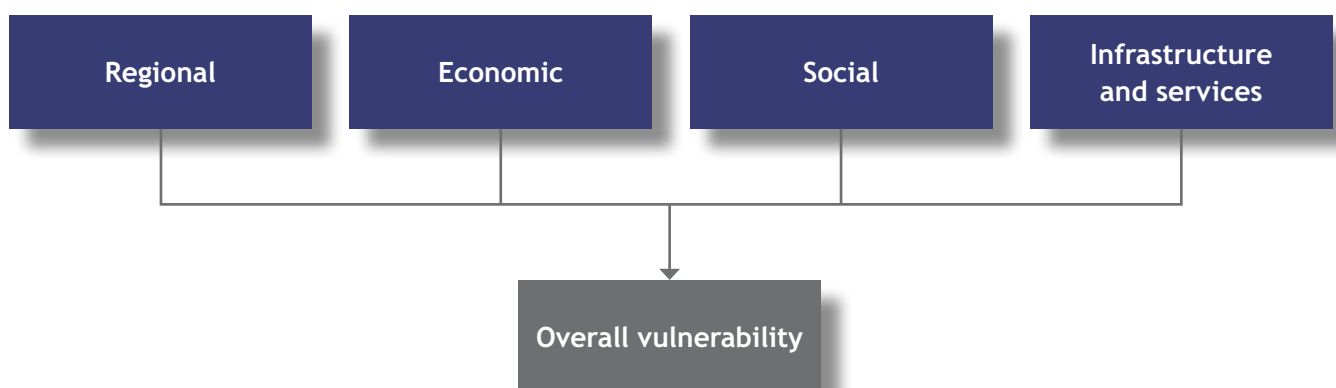 Regional
Economic
Social
Infrastructure
and services
Overall vulnerability